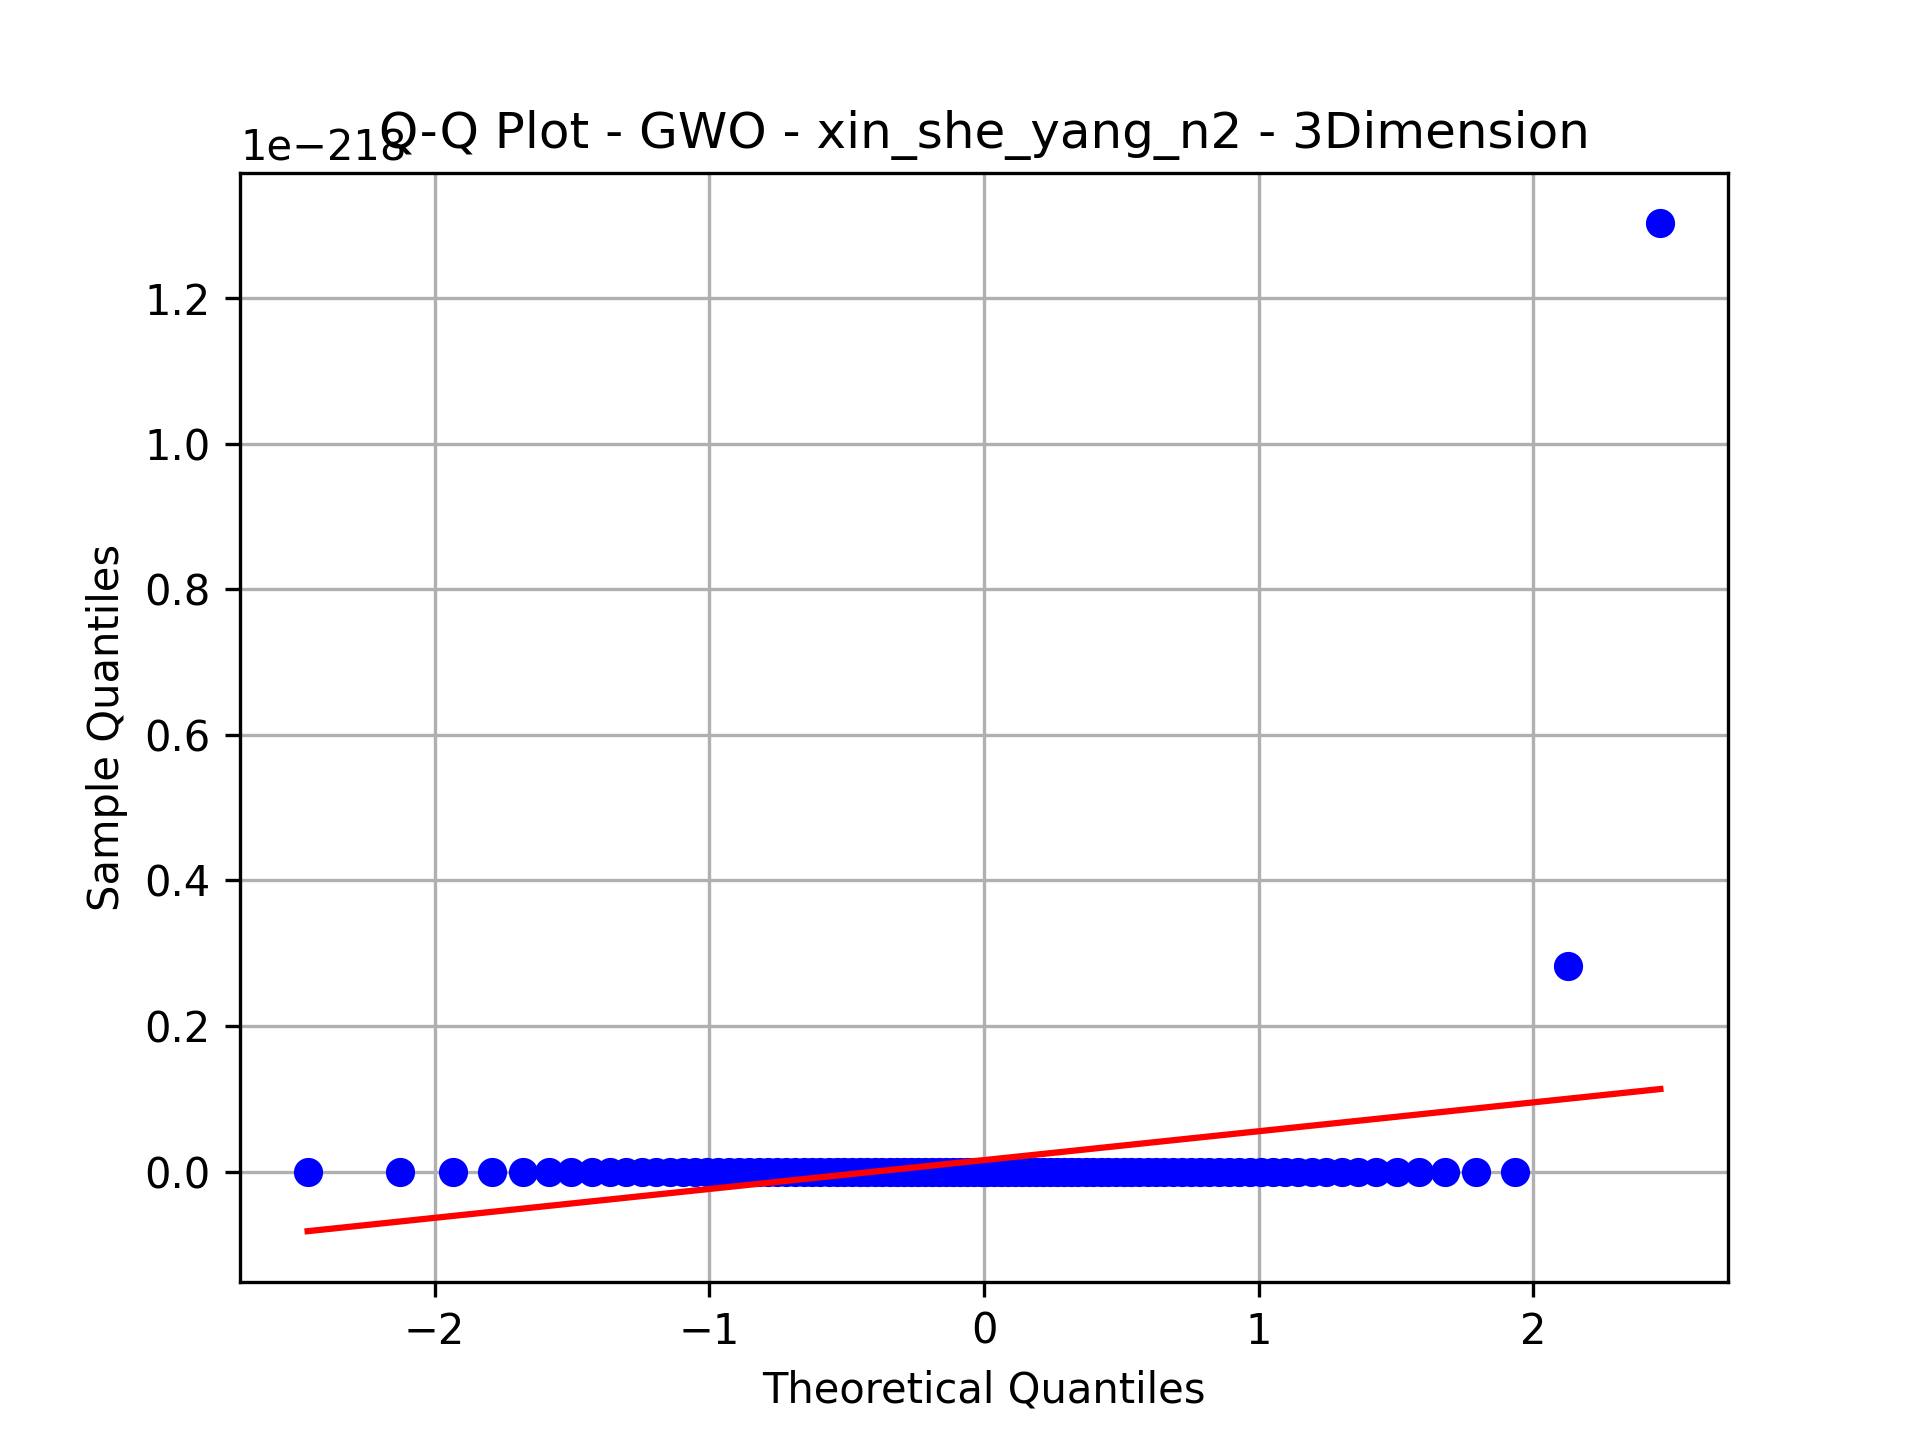 Q-Q Plot - GWO - xin_she_yang_n2 - 3Dimension
1e−218
1.2
1.0
0.8
0.6
0.4
0.2
0.0
Sample Quantiles
−2 −1 0 1 2
Theoretical Quantiles